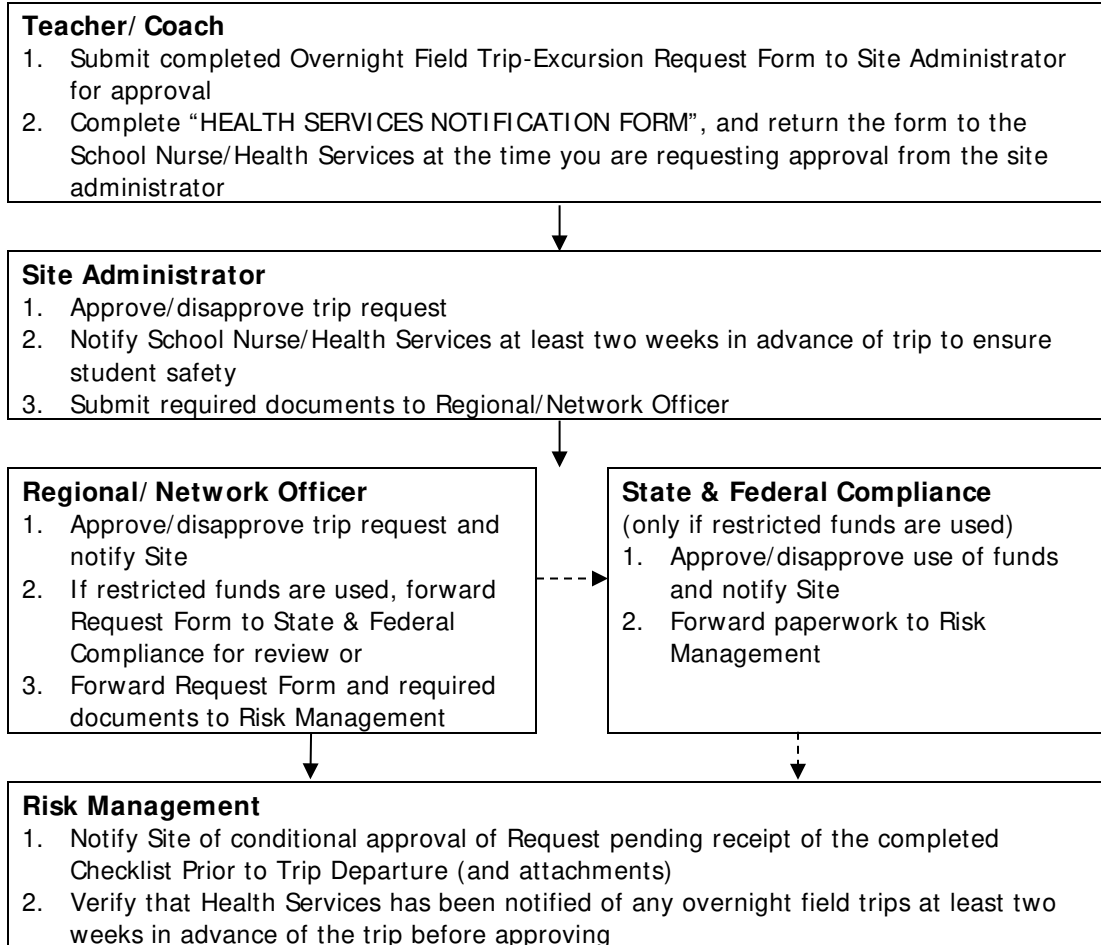 Teacher/ Coach
1. Submit completed Overnight Field Trip-Excursion Request Form to Site Administrator
for approval
2. Complete “HEALTH SERVICES NOTIFICATION FORM”, and return the form to the
School Nurse/Health Services at the time you are requesting approval from the site
administrator
Site Administrator
1. Approve/disapprove trip request
2. Notify School Nurse/Health Services at least two weeks in advance of trip to ensure
student safety
3. Submit required documents to Regional/Network Officer
Regional/ Network Officer
1. Approve/disapprove trip request and
notify Site
2. If restricted funds are used, forward
Request Form to State & Federal
Compliance for review or
3. Forward Request Form and required
documents to Risk Management
State & Federal Compliance
(only if restricted funds are used)
1. Approve/disapprove use of funds
and notify Site
2. Forward paperwork to Risk
Management
Risk Management
1. Notify Site of conditional approval of Request pending receipt of the completed
Checklist Prior to Trip Departure (and attachments)
2. Verify that Health Services has been notified of any overnight field trips at least two
weeks in advance of the trip before approving